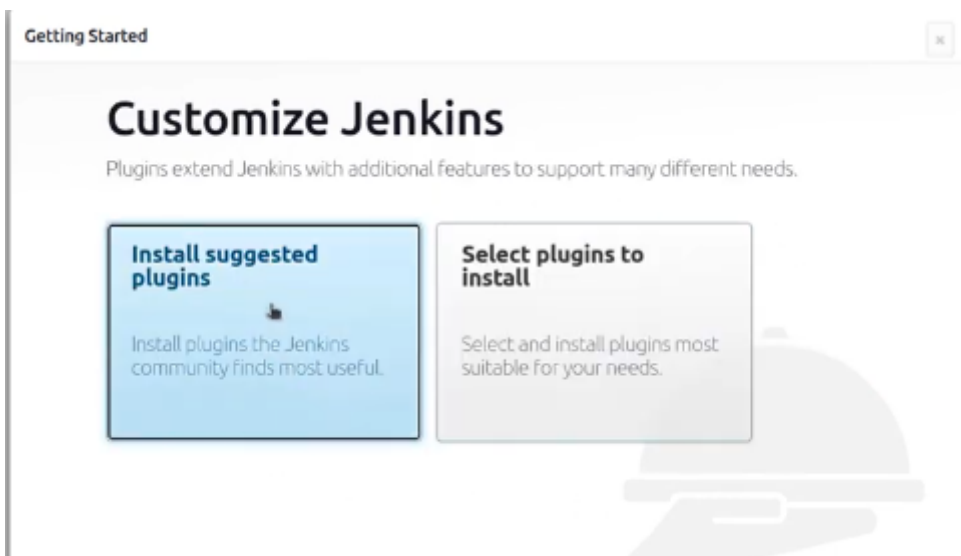 Getting Started
Customize Jenkins
Plugins extend Jenkins with additional features to support many different needs.
Install suggested
plugins
Install plugins the Jenkins
community finds most useful.
Select plugins to
install
Select and install plugins most
suitable for your needs.